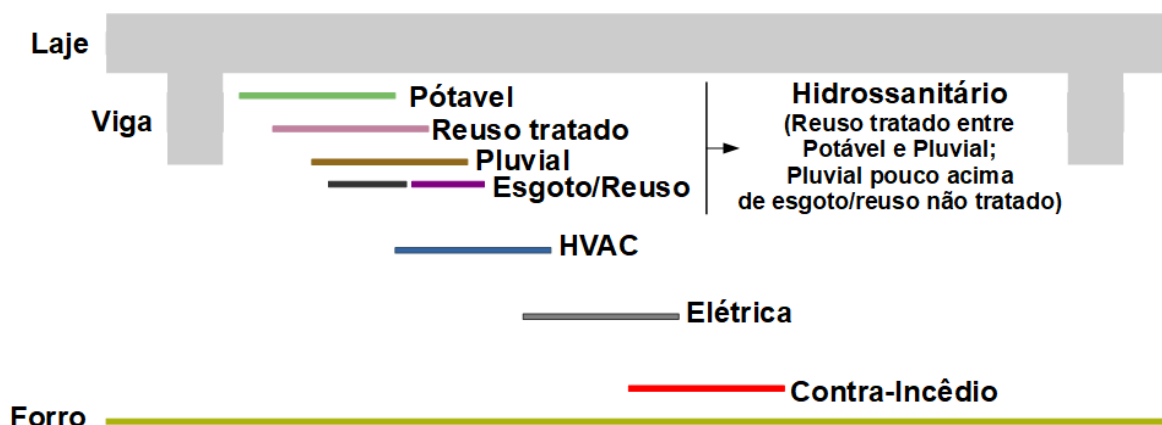 Laje
Viga
Pótavel
Reuso tratado
Pluvial
Esgoto/Reuso
Hidrossanitário
(Reuso tratado entre
Potável e Pluvial;
Pluvial pouco acima
de esgoto/reuso não tratado)
HVAC
Elétrica
Contra-Incêdio
Forro